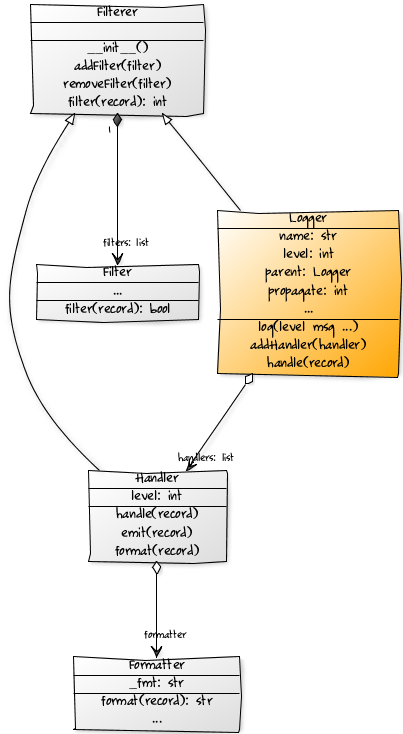 Filterer
__init__()
addFilter(filter)
removeFilter(filter)
filter(record): int
1
filters: list
Filter
...
filter(record): bool
Logger
name: str
level: int
parent: Logger
propagate: int
...
log(level msg ...)
addHandler(handler)
handle(record)
handlers: list
Handler
level: int
handle(record)
emit(record)
format(record)
formatter
Formatter
_fmt: str
format(record): str
...